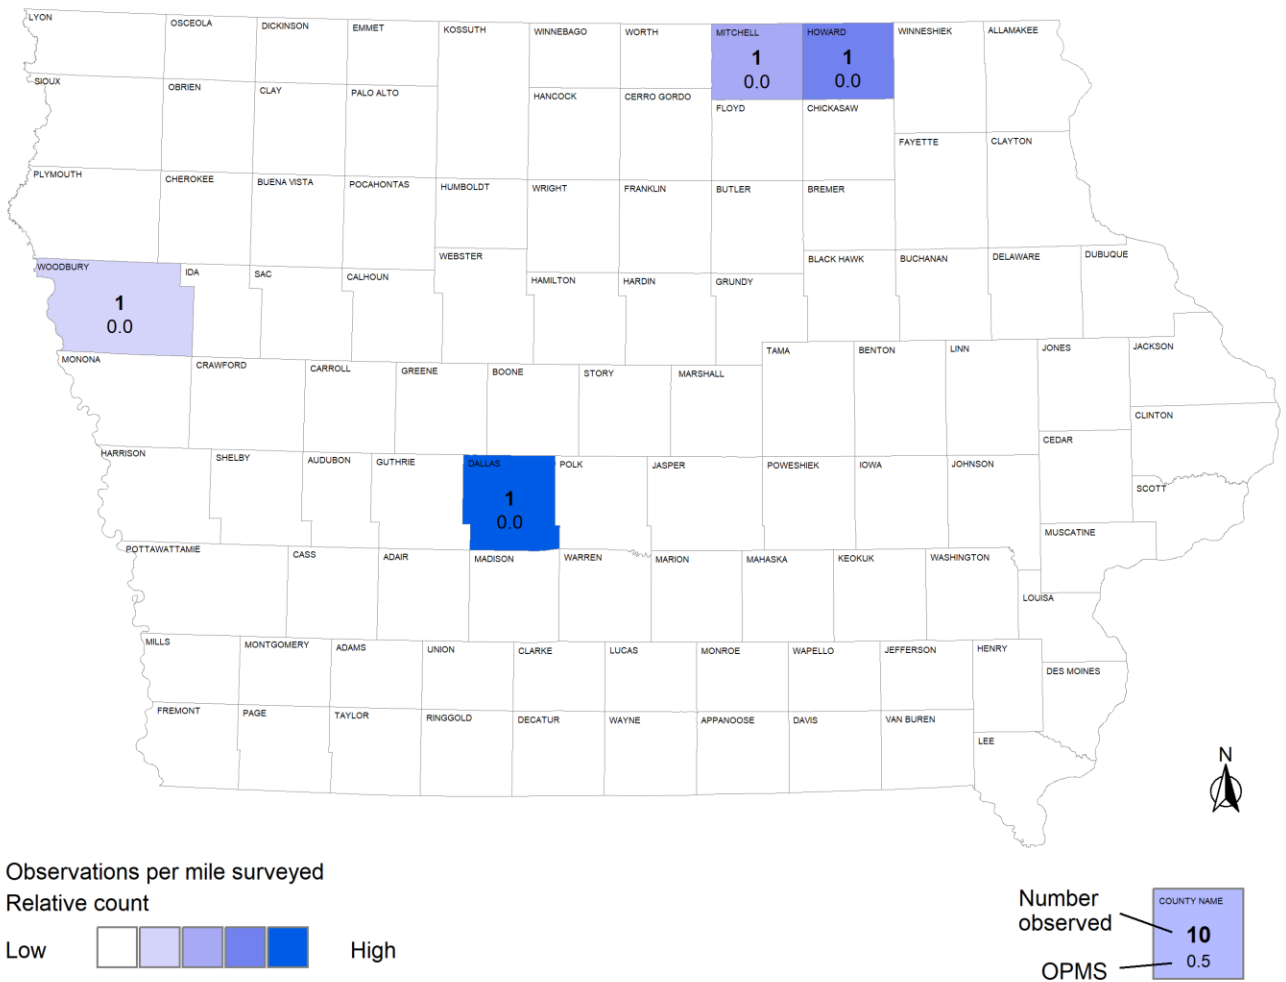 LYON
OSCEOLA
DICKINSON
EMMET
KOSSUTH
WINNEBAGO
WORTH
MITCHELL
1
0.0
HOWARD
1
0.0
WINNESHIEK
ALLAMAKEE
SIOUX
OBRIEN
CLAY
PALO ALTO
HANCOCK
CERRO GORDO
FLOYD
CHICKASAW
FAYETTE
CLAYTON
PLYMOUTH
CHEROKEE
BUENA VISTA
POCAHONTAS
HUMBOLDT
WRIGHT
FRANKLIN
BUTLER
BREMER
WEBSTER
BLACK HAWK
BUCHANAN
DELAWARE
DUBUQUE
WOODBURY
1
0.0
IDA
SAC
CALHOUN
HAMILTON
HARDIN
GRUNDY
TAMA
BENTON
LINN
JONES
JACKSON
MONONA
CRAWFORD
CARROLL
GREENE
BOONE
STORY
MARSHALL
CLINTON
CEDAR
HARRISON
SHELBY
AUDUBON
GUTHRIE
DALLAS
1
0.0
POLK
JASPER
POWESHIEK
IOWA
JOHNSON
SCOTT
MUSCATINE
POTTAWATTAMIE
CASS
ADAIR
MADISON
WARREN
MARION
MAHASKA
KEOKUK
WASHINGTON
LOUISA
MILLS
MONTGOMERY
ADAMS
UNION
CLARKE
LUCAS
MONROE
WAPELLO
JEFFERSON
HENRY
DES MOINES
FREMONT
PAGE
TAYLOR
RINGGOLD
DECATUR
WAYNE
APPANOOSE
DAVIS
VAN BUREN
LEE
N
Observations per mile surveyed
Relative count
Low
High
Number
observed
OPMS
COUNTY NAME
10
0.5